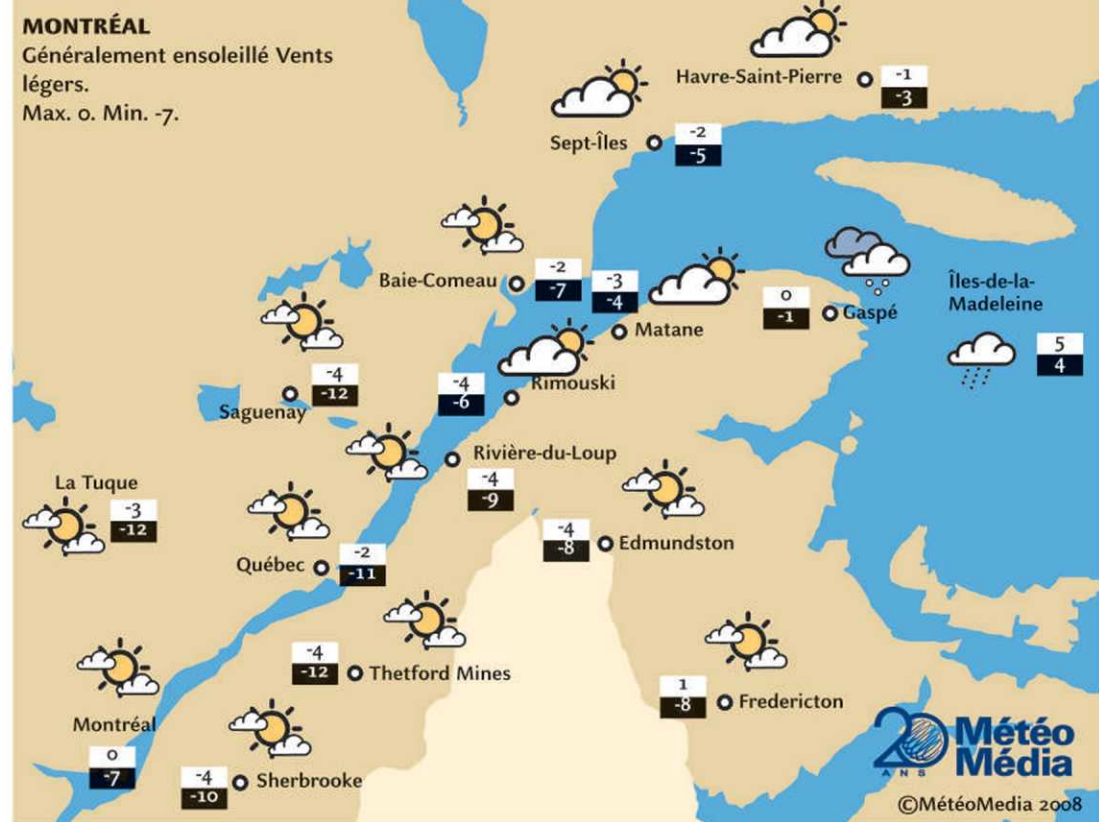 MONTRÉAL
Généralement ensoleillé Vents
légers.
Max. 0. Min. -7.
Havre-Saint-Pierre
-1
-3
Sept-Îles
-2
-5
Baie-Comeau
-2
-7
-3
-4
Matane
0
-1
Gaspé
Îles-de-la-
Madeleine
5
4
Saguenay
-4
-12
-4
-6
Rimouski
Rivière-du-Loup
-4
-9
La Tuque
-3
-12
Québec
-2
-11
-4
-8
Edmundston
-4
-12
Thetford Mines
1
-8
Fredericton
Montréal
0
-7
-4
-10
Sherbrooke
20
ANS
Météo
Média
©MétéoMedia 2008